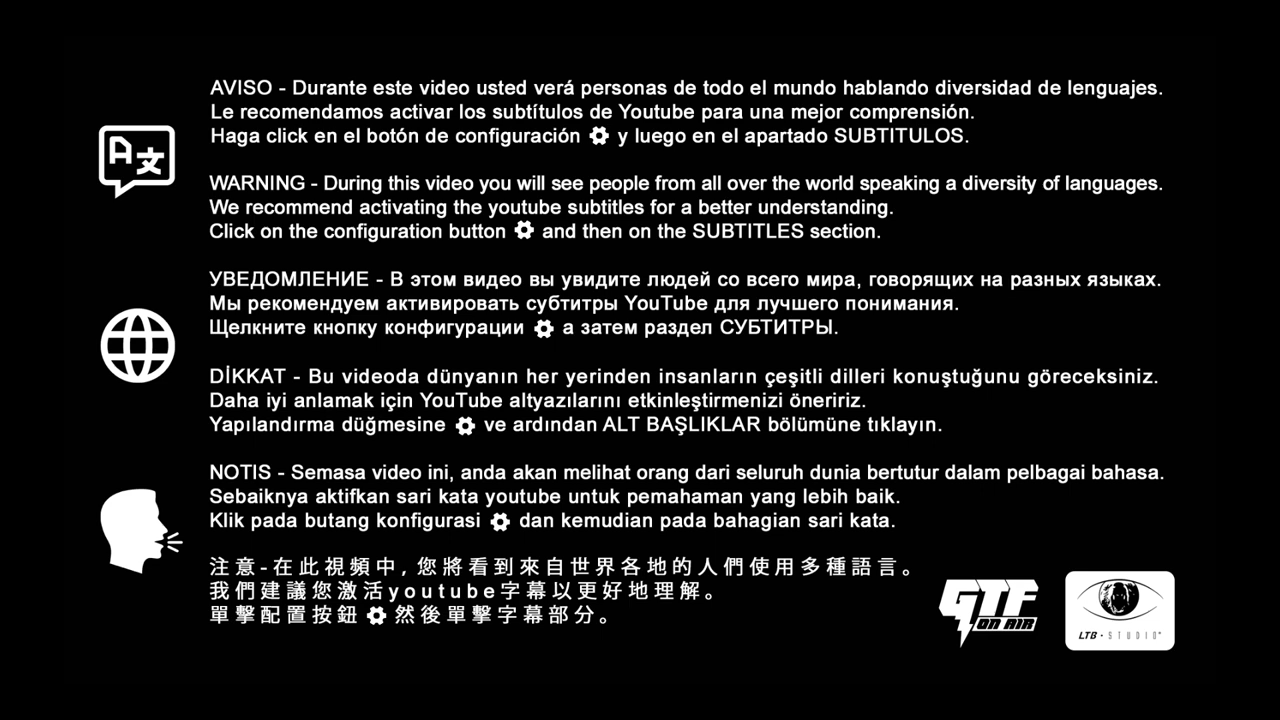 AVISO - Durante este video usted verá personas de todo el mundo hablando diversidad de lenguajes.
Le recomendamos activar los subtítulos de Youtube para una mejor comprensión.
Haga click en el botón de configuración y luego en el apartado SUBTITULOS.
WARNING - During this video you will see people from all over the world speaking a diversity of languages.
We recommend activating the youtube subtitles for a better understanding.
Click on the configuration button and then on the SUBTITLES section.
УВЕДОМЛЕНИЕ - В этом видео вы увидите людей со всего мира, говорящих на разных языках.
Мы рекомендуем активировать субтитры YouTube для лучшего понимания.
Щелкните кнопку конфигурации а затем раздел СУБТИТРЫ.
DİKKAT - Bu videoda dünyanın her yerinden insanların çeşitli dilleri konuştuğunu göreceksiniz.
Daha iyi anlamak için YouTube altyazılarını etkinleştirmenizi öneririz.
Yapılandırma düğmesine ve ardından ALT BAŞLIKLAR bölümüne tıklayın.
NOTIS - Semasa video ini, anda akan melihat orang dari seluruh dunia bertutur dalam pelbagai bahasa.
Sebaiknya aktifkan sari kata youtube untuk pemahaman yang lebih baik.
Klik pada butang konfigurasi dan kemudian pada bahagian sari kata.
注意-在此視頻中, 您將看到來自世界各地的人們使用多種語言。
我們建議您激活youtube字幕以更好地理解。
單擊配置按鈕 然後單擊字幕部分。
A文
GTF
ON AIR
LTB · STUDIO